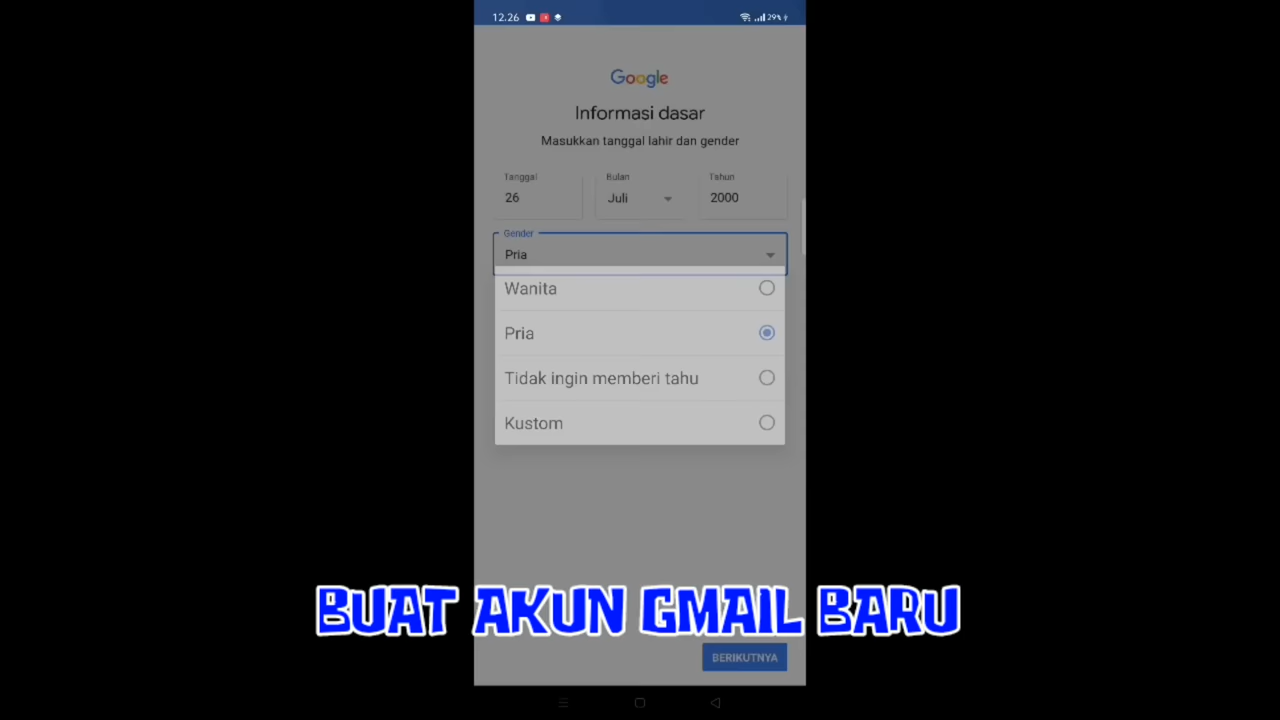 12.26
29%
Google
Informasi dasar
Masukkan tanggal lahir dan gender
Tanggal Bulan Tahun
26 Juli 2000
Gender
Pria
Wanita
Pria
Tidak ingin memberi tahu
Kustom
BUAT AKUN GMAIL BARU
BERIKUTNYA